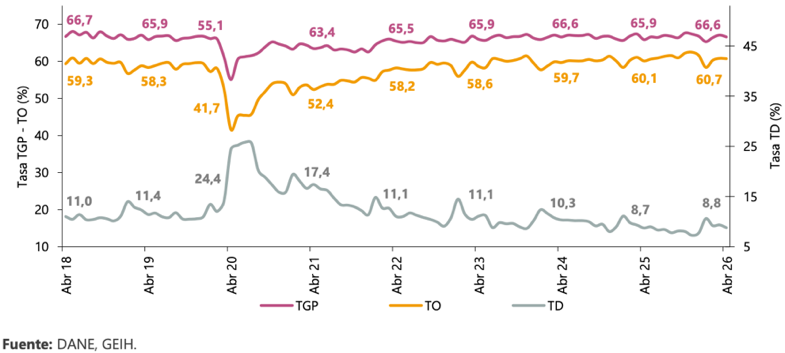 70
60
50
40
30
20
10
Tasa TGP - TO (%)
45
35
25
15
5
Tasa TD (%)
66,7
65,9
55,1
63,4
65,5
65,9
66,6
65,9
66,6
59,3
58,3
41,7
52,4
58,2
58,6
59,7
60,1
60,7
11,0
11,4
24,4
17,4
11,1
11,1
10,3
8,7
8,8
Abr 18
Abr 19
Abr 20
Abr 21
Abr 22
Abr 23
Abr 24
Abr 25
Abr 26
TGP
TO
TD
Fuente: DANE, GEIH.